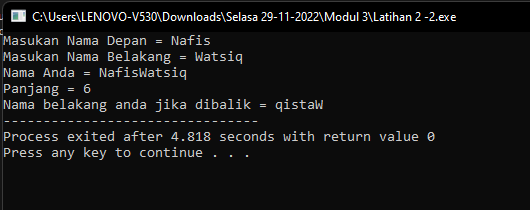 C:\Users\LENOVO-V530\Downloads\Selasa 29-11-2022\Modul 3\Latihan 2 -2.exe
Masukan Nama Depan = Nafis
Masukan Nama Belakang = Watsiq
Nama Anda = NafisWatsiq
Panjang = 6
Nama belakang anda jika dibalik = qistaW
--------------------------------
Process exited after 4.818 seconds with return value 0
Press any key to continue . . .